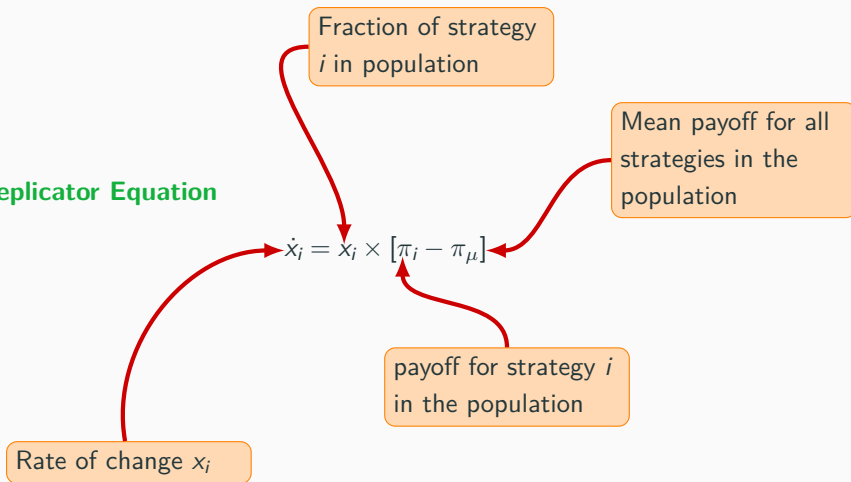 Fraction of strategy
i in population
Mean payoff for all
strategies in the
population
eplicator Equation
ẋᵢ = xᵢ × [πᵢ − π_μ]
payoff for strategy i
in the population
Rate of change xᵢ